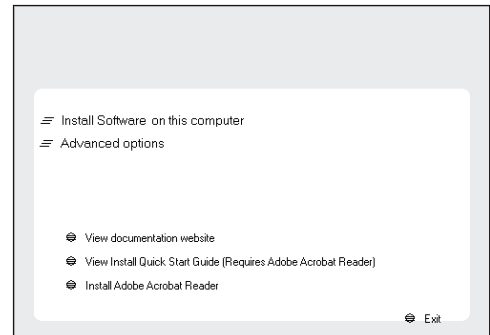 Install Software on this computer
Advanced options
View documentation website
View Install Quick Start Guide (Requires Adobe Acrobat Reader)
Install Adobe Acrobat Reader
Exit